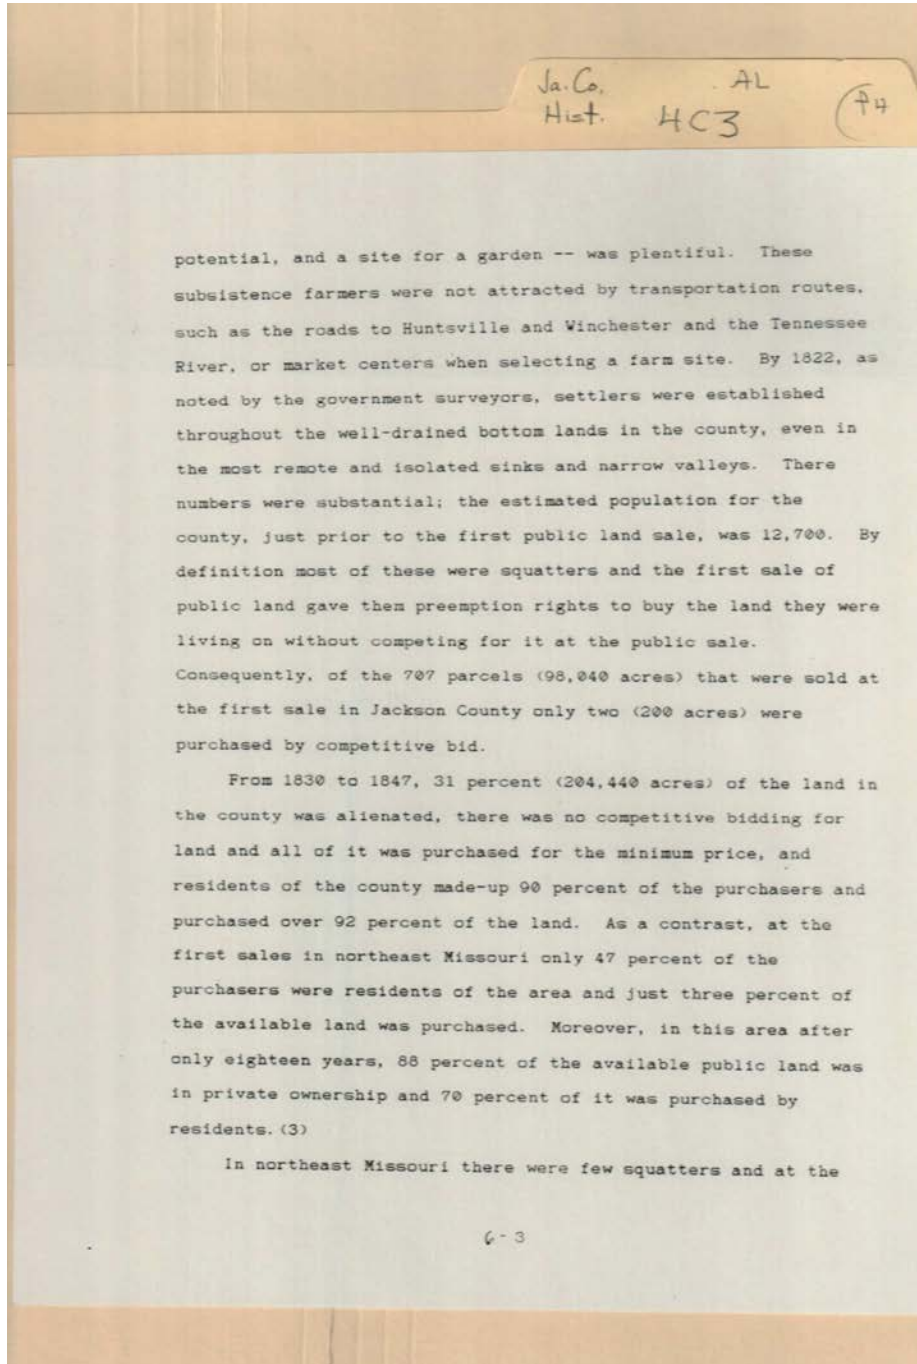 Ja. Co. AL
Hist. 4C3
P4
potential, and a site for a garden -- was plentiful. These
subsistence farmers were not attracted by transportation routes,
such as the roads to Huntsville and Winchester and the Tennessee
River, or market centers when selecting a farm site. By 1822, as
noted by the government surveyors, settlers were established
throughout the well-drained bottom lands in the county, even in
the most remote and isolated sinks and narrow valleys. There
numbers were substantial; the estimated population for the
county, just prior to the first public land sale, was 12,700. By
definition most of these were squatters and the first sale of
public land gave them preemption rights to buy the land they were
living on without competing for it at the public sale.
Consequently, of the 707 parcels (98,040 acres) that were sold at
the first sale in Jackson County only two (200 acres) were
purchased by competitive bid.
From 1830 to 1847, 31 percent (204,440 acres) of the land in
the county was alienated, there was no competitive bidding for
land and all of it was purchased for the minimum price, and
residents of the county made-up 90 percent of the purchasers and
purchased over 92 percent of the land. As a contrast, at the
first sales in northeast Missouri only 47 percent of the
purchasers were residents of the area and just three percent of
the available land was purchased. Moreover, in this area after
only eighteen years, 88 percent of the available public land was
in private ownership and 70 percent of it was purchased by
residents.(3)
In northeast Missouri there were few squatters and at the
6 - 3